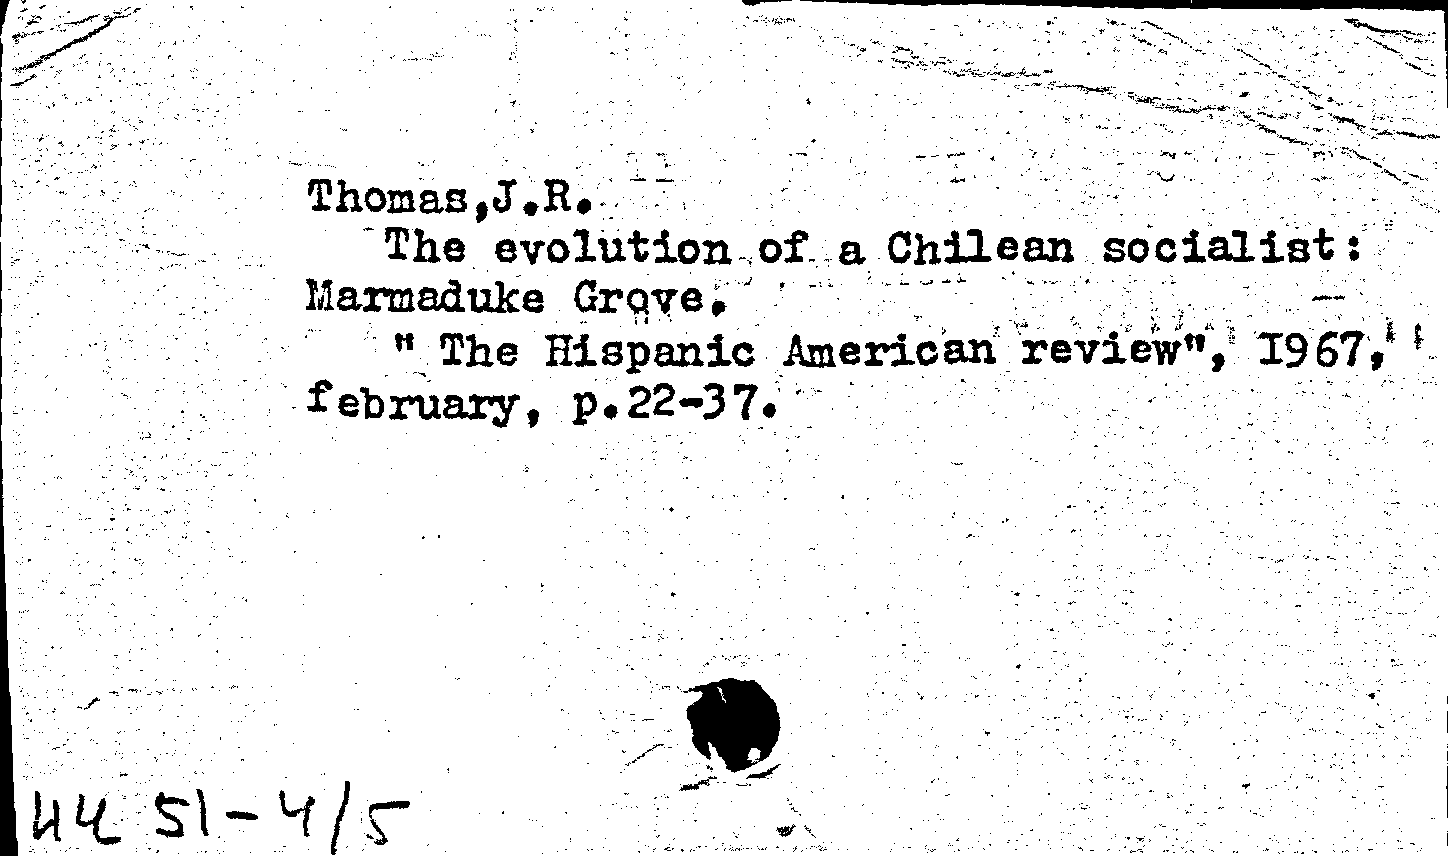 Thomas,J.R.
The evolution of a Chilean socialist:
Marmaduke Grove.
" The Hispanic American review", I967,
february, p.22-37.
51-4/5